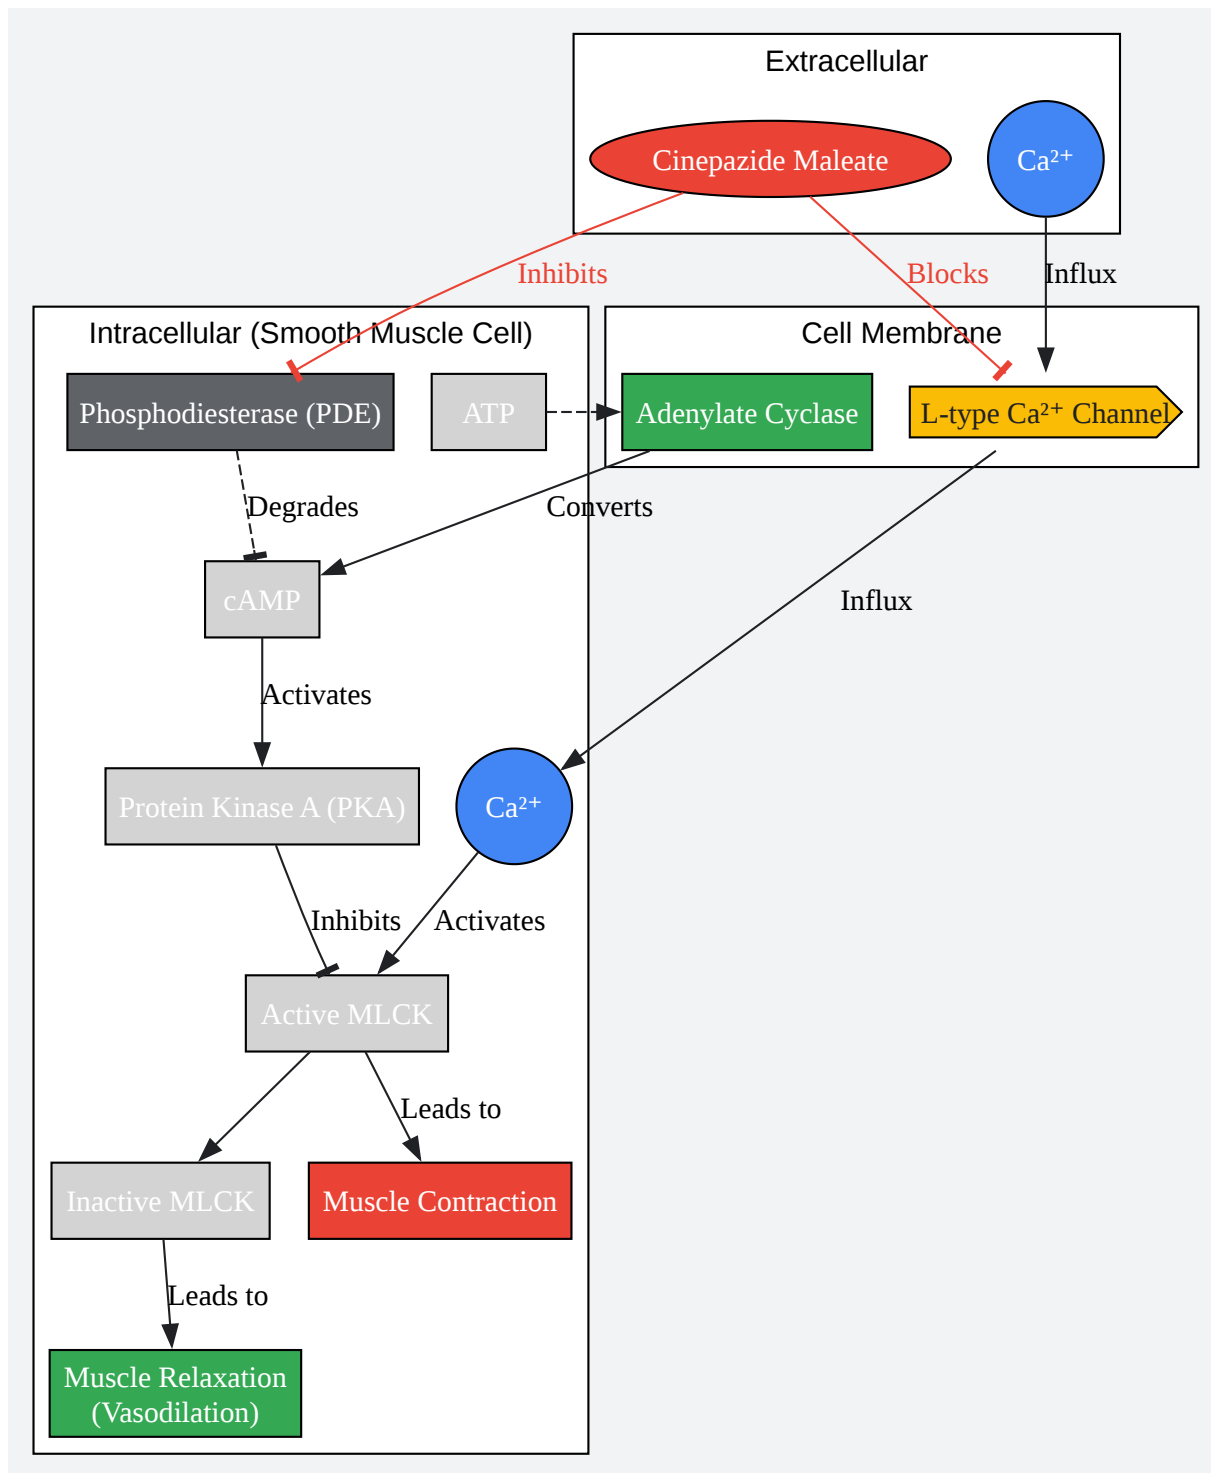 Extracellular
Cinepazide Maleate
Ca²⁺
Inhibits
Blocks
Influx
Intracellular (Smooth Muscle Cell)
Cell Membrane
Phosphodiesterase (PDE)
ATP
Adenylate Cyclase
L-type Ca²⁺ Channel
Degrades
Converts
cAMP
Influx
Activates
Protein Kinase A (PKA)
Ca²⁺
Inhibits
Activates
Active MLCK
Leads to
Inactive MLCK
Muscle Contraction
Leads to
Muscle Relaxation
(Vasodilation)